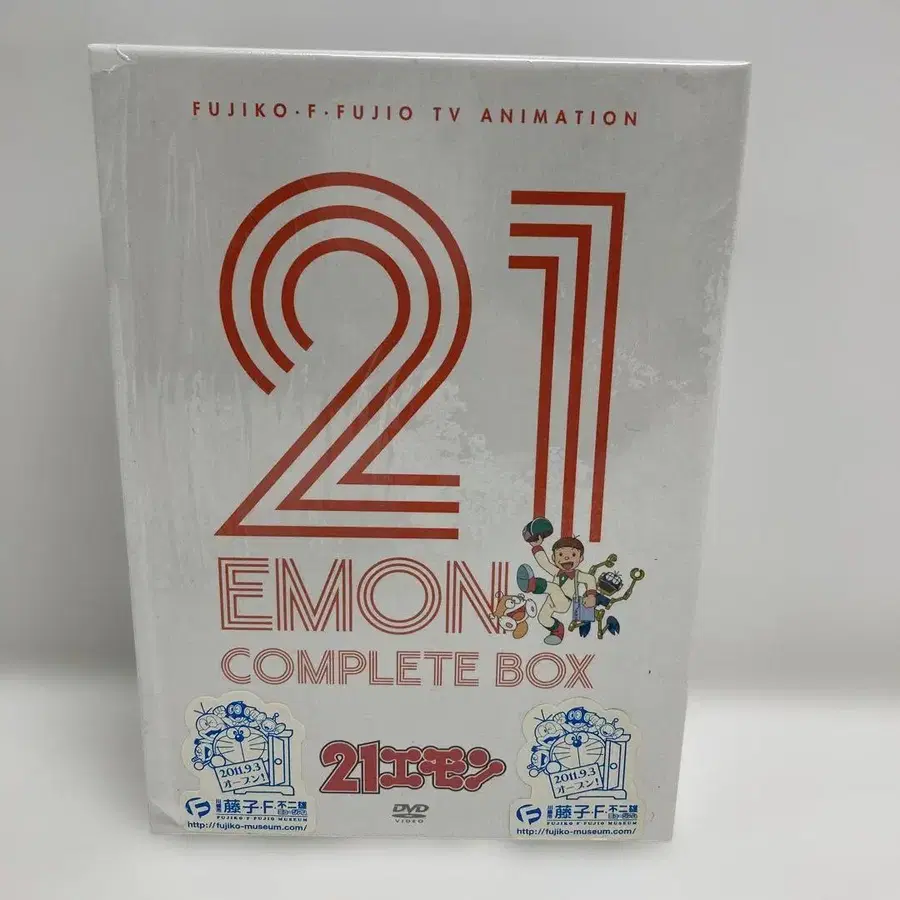 FUJIKO・F・FUJIO TV ANIMATION
21
EMON
COMPLETE BOX
2011.9.3
オープン!
藤子・F・不二雄
FUJIKO・F・FUJIO MUSEUM
http://fujiko-museum.com/
21エモン
DVD
VIDEO
2011.9.3
オープン!
藤子・F・不二雄
FUJIKO・F・FUJIO MUSEUM
http://fujiko-museum.com/